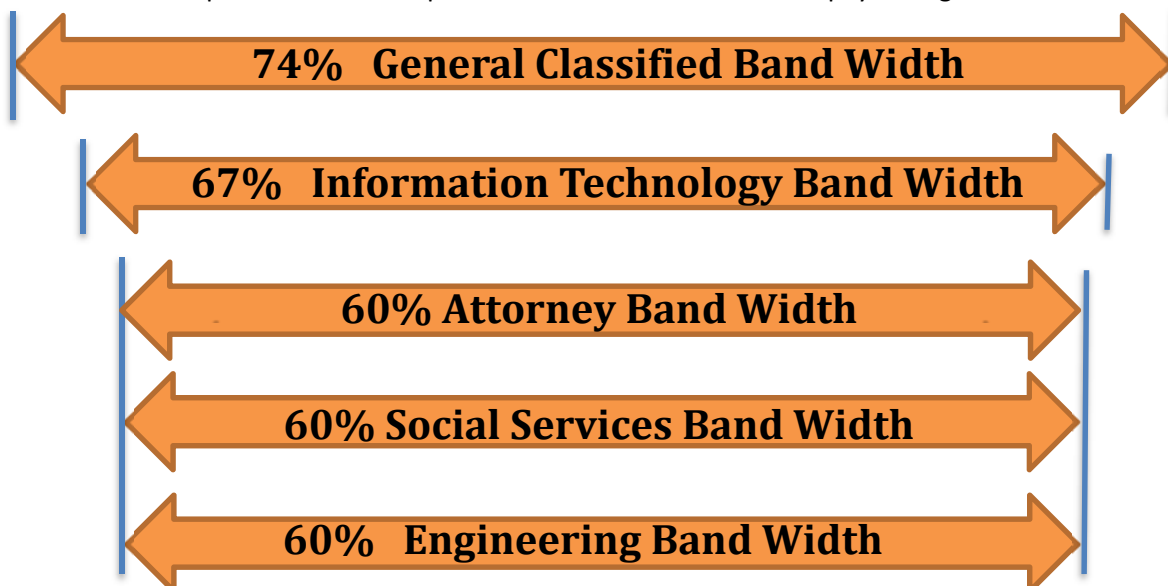 74% General Classified Band Width
67% Information Technology Band Width
60% Attorney Band Width
60% Social Services Band Width
60% Engineering Band Width